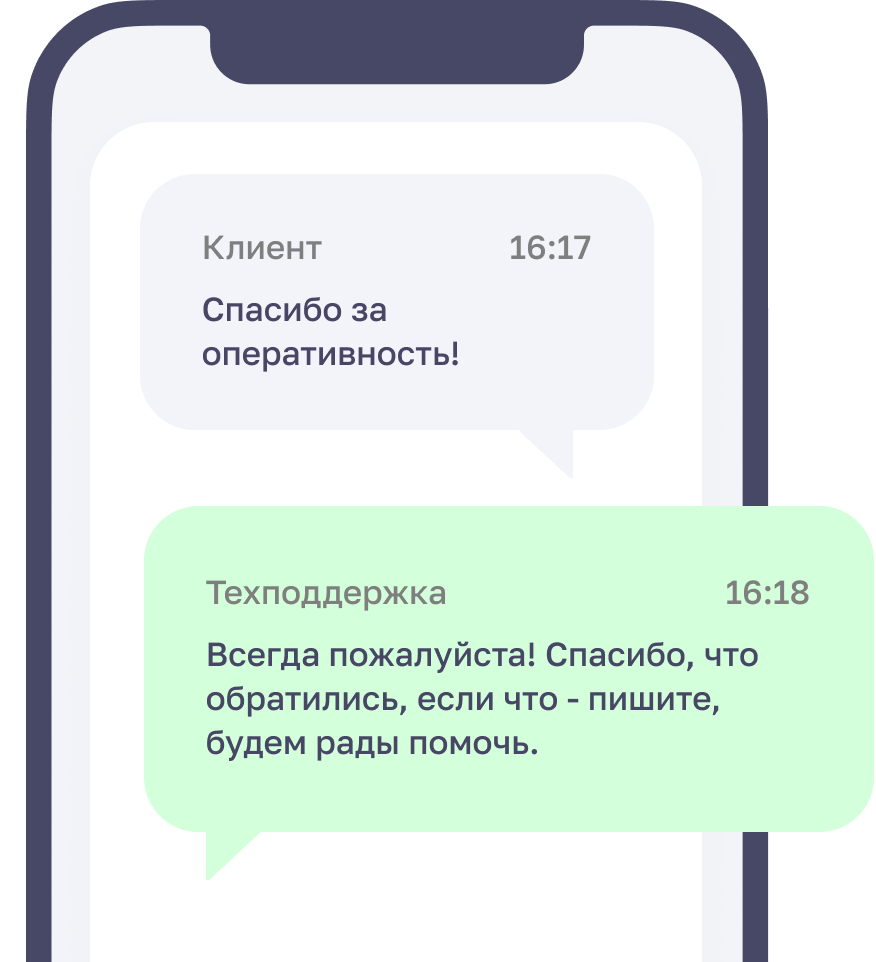 Клиент 16:17
Спасибо за
оперативность!
Техподдержка 16:18
Всегда пожалуйста! Спасибо, что
обратились, если что - пишите,
будем рады помочь.